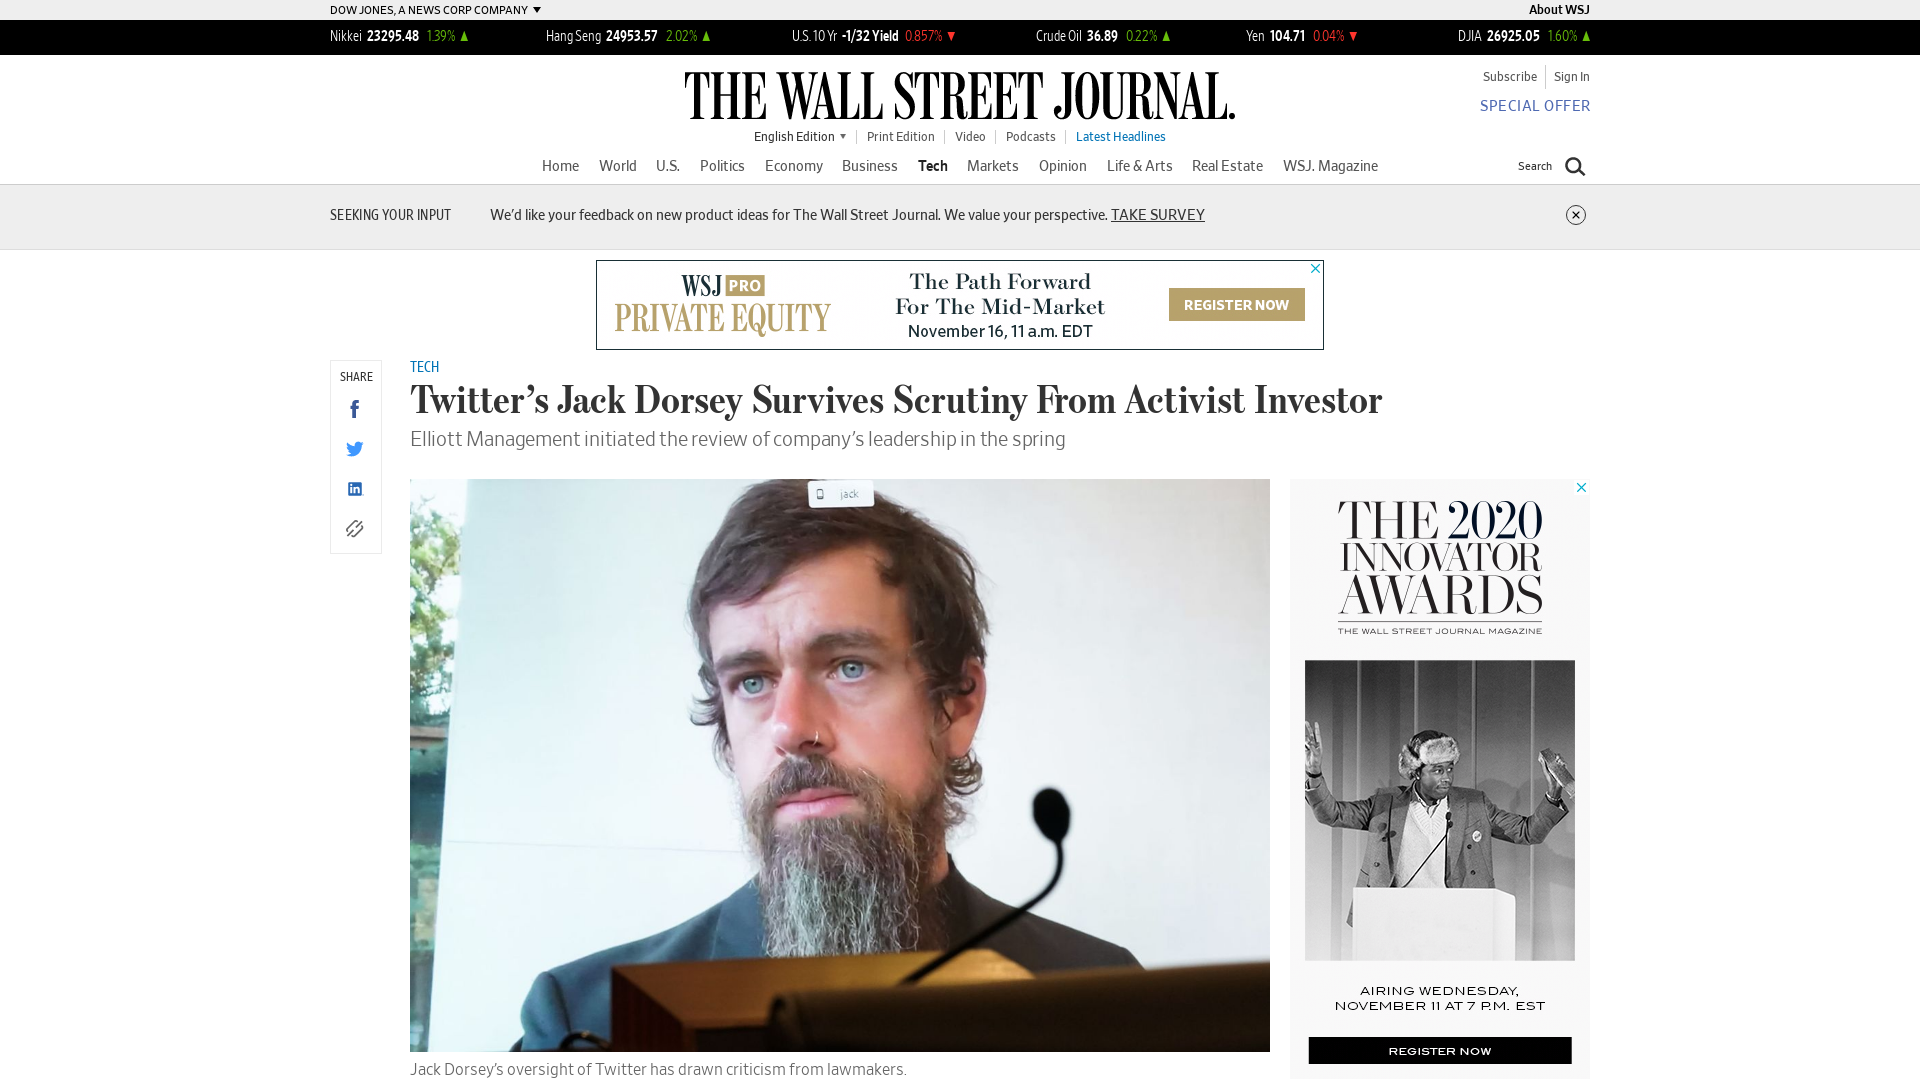 DOW JONES, A NEWS CORP COMPANY
About WSJ
Nikkei 23295.48 1.39% ▲
Hang Seng 24953.57 2.02% ▲
U.S. 10 Yr -1/32 Yield 0.857% ▼
Crude Oil 36.89 0.22% ▲
Yen 104.71 0.04% ▼
DJIA 26925.05 1.60% ▲
THE WALL STREET JOURNAL.
Subscribe
Sign In
SPECIAL OFFER
English Edition
Print Edition
Video
Podcasts
Latest Headlines
Home
World
U.S.
Politics
Economy
Business
Tech
Markets
Opinion
Life & Arts
Real Estate
WSJ. Magazine
Search
SEEKING YOUR INPUT
We’d like your feedback on new product ideas for The Wall Street Journal. We value your perspective. TAKE SURVEY
WSJ PRO
PRIVATE EQUITY
The Path Forward
For The Mid-Market
November 16, 11 a.m. EDT
REGISTER NOW
SHARE
TECH
Twitter’s Jack Dorsey Survives Scrutiny From Activist Investor
Elliott Management initiated the review of company’s leadership in the spring
jack
Jack Dorsey’s oversight of Twitter has drawn criticism from lawmakers.
THE 2020
INNOVATOR
AWARDS
THE WALL STREET JOURNAL MAGAZINE
AIRING WEDNESDAY,
NOVEMBER 11 AT 7 P.M. EST
REGISTER NOW